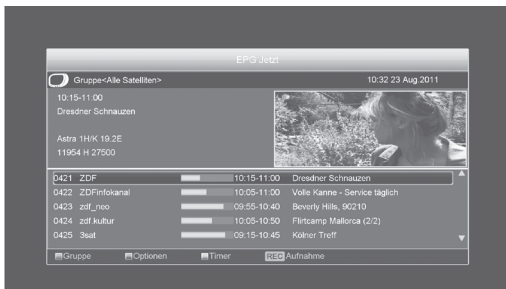 EPG Jetzt
Gruppe<Alle Satelliten> 10:32 23 Aug.2011
10:15-11:00
Dresdner Schnauzen
Astra 1H/K 19.2E
11954 H 27500
0421 ZDF 10:15-11:00 Dresdner Schnauzen
0422 ZDFinfokanal 10:05-11:00 Volle Kanne - Service täglich
0423 zdf_neo 09:55-10:40 Beverly Hills, 90210
0424 zdf.kultur 10:05-10:50 Flirtcamp Mallorca (2/2)
0425 3sat 09:15-10:45 Kölner Treff
Gruppe Optionen Timer REC Aufnahme